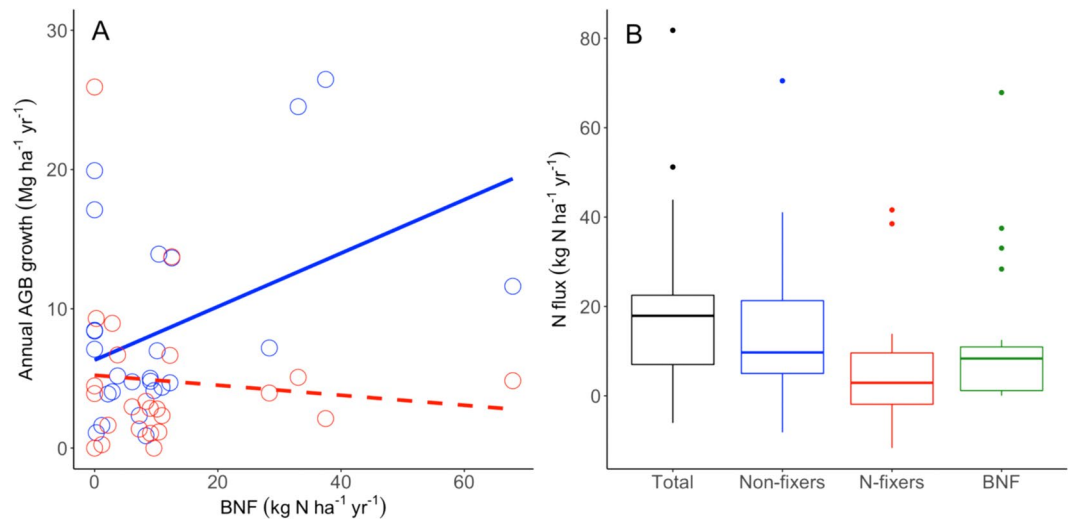 A
Annual AGB growth (Mg ha⁻¹ yr⁻¹)
30
20
10
0
0 20 40 60
BNF (kg N ha⁻¹ yr⁻¹)
B
N flux (kg N ha⁻¹ yr⁻¹)
80
60
40
20
0
Total Non-fixers N-fixers BNF